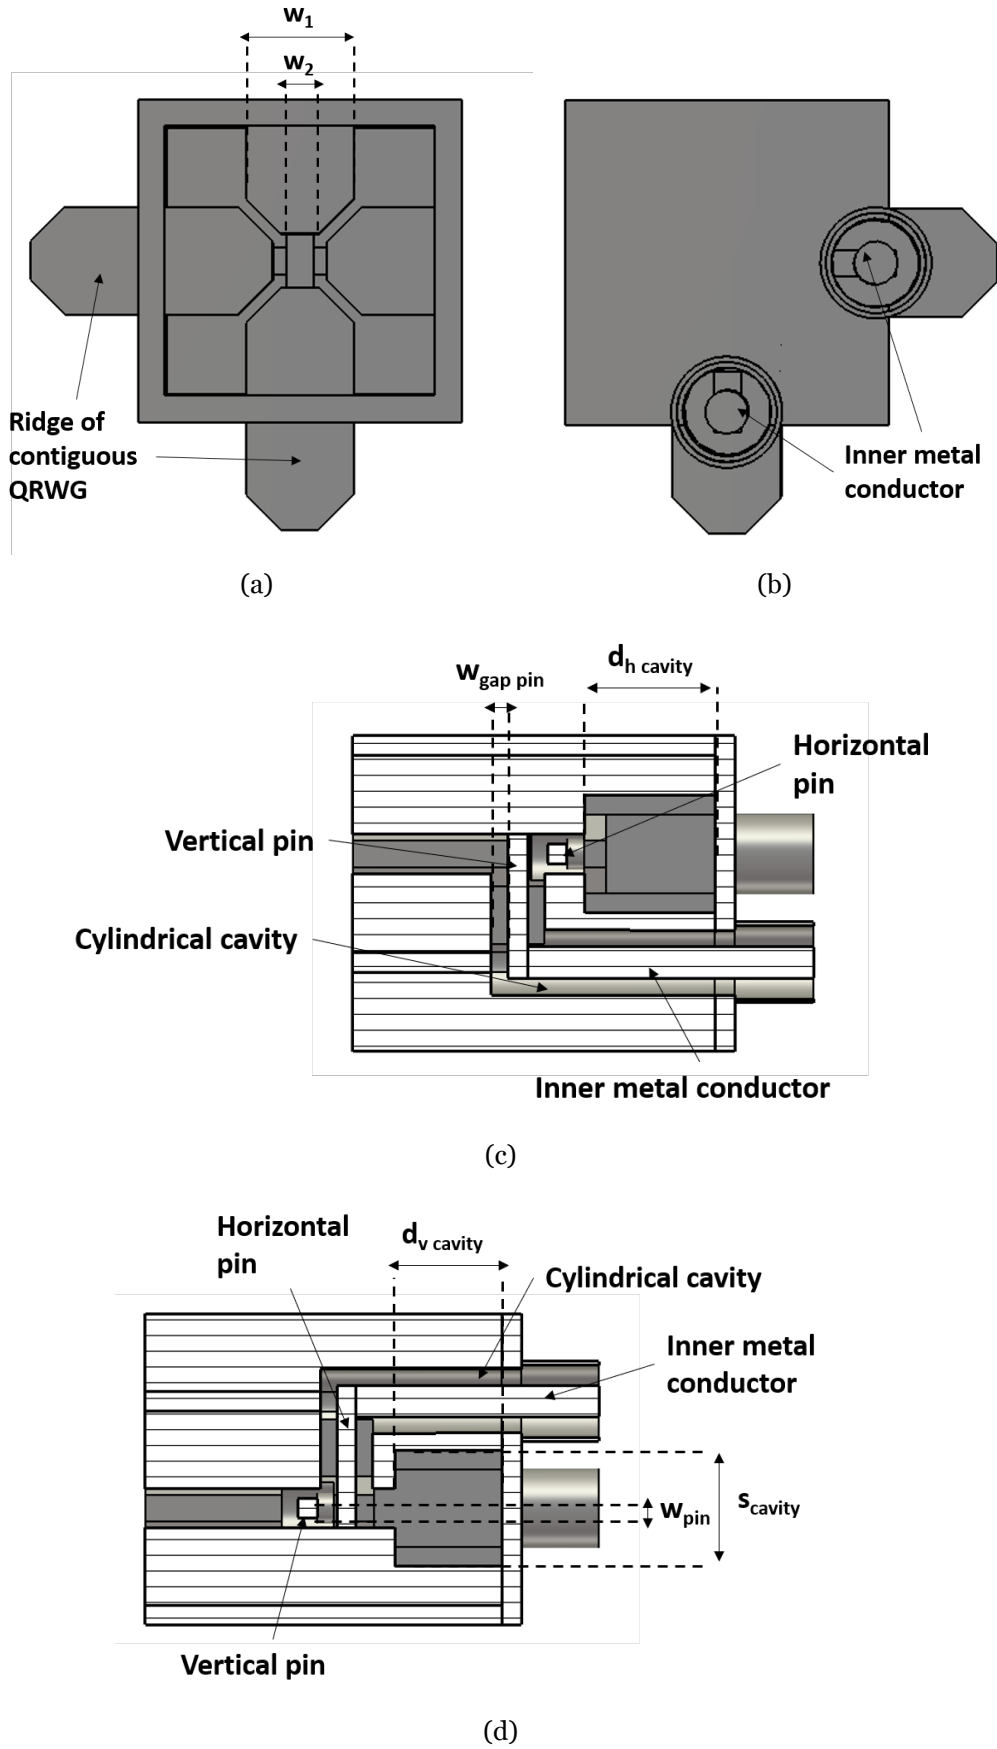 w1
w2
Ridge of
contiguous
QRWG
Inner metal
conductor
(a)
(b)
wgap pin
dh cavity
Horizontal
pin
Vertical pin
Cylindrical cavity
Inner metal conductor
(c)
Horizontal
pin
dv cavity
Cylindrical cavity
Inner metal
conductor
wpin
scavity
Vertical pin
(d)